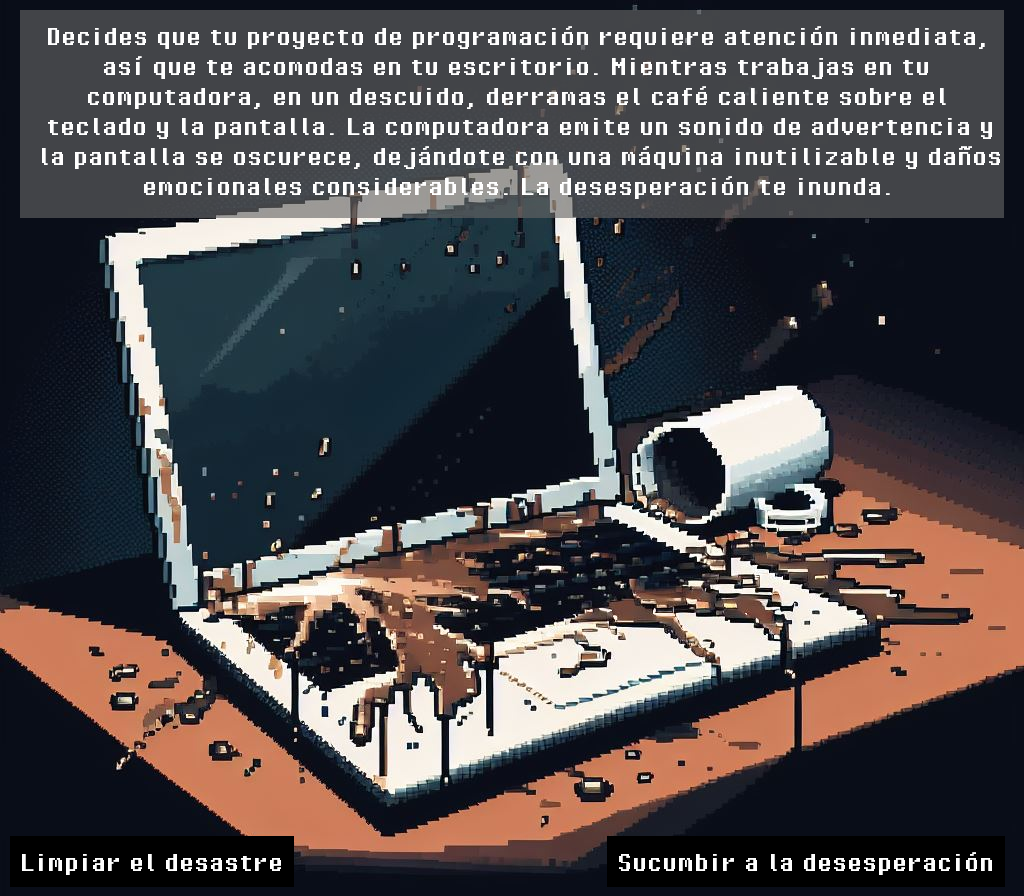 Decides que tu proyecto de programación requiere atención inmediata,
así que te acomodas en tu escritorio. Mientras trabajas en tu
computadora, en un descuido, derramas el café caliente sobre el
teclado y la pantalla. La computadora emite un sonido de advertencia y
la pantalla se oscurece, dejándote con una máquina inutilizable y daños
emocionales considerables. La desesperación te inunda.
Limpiar el desastre
Sucumbir a la desesperación